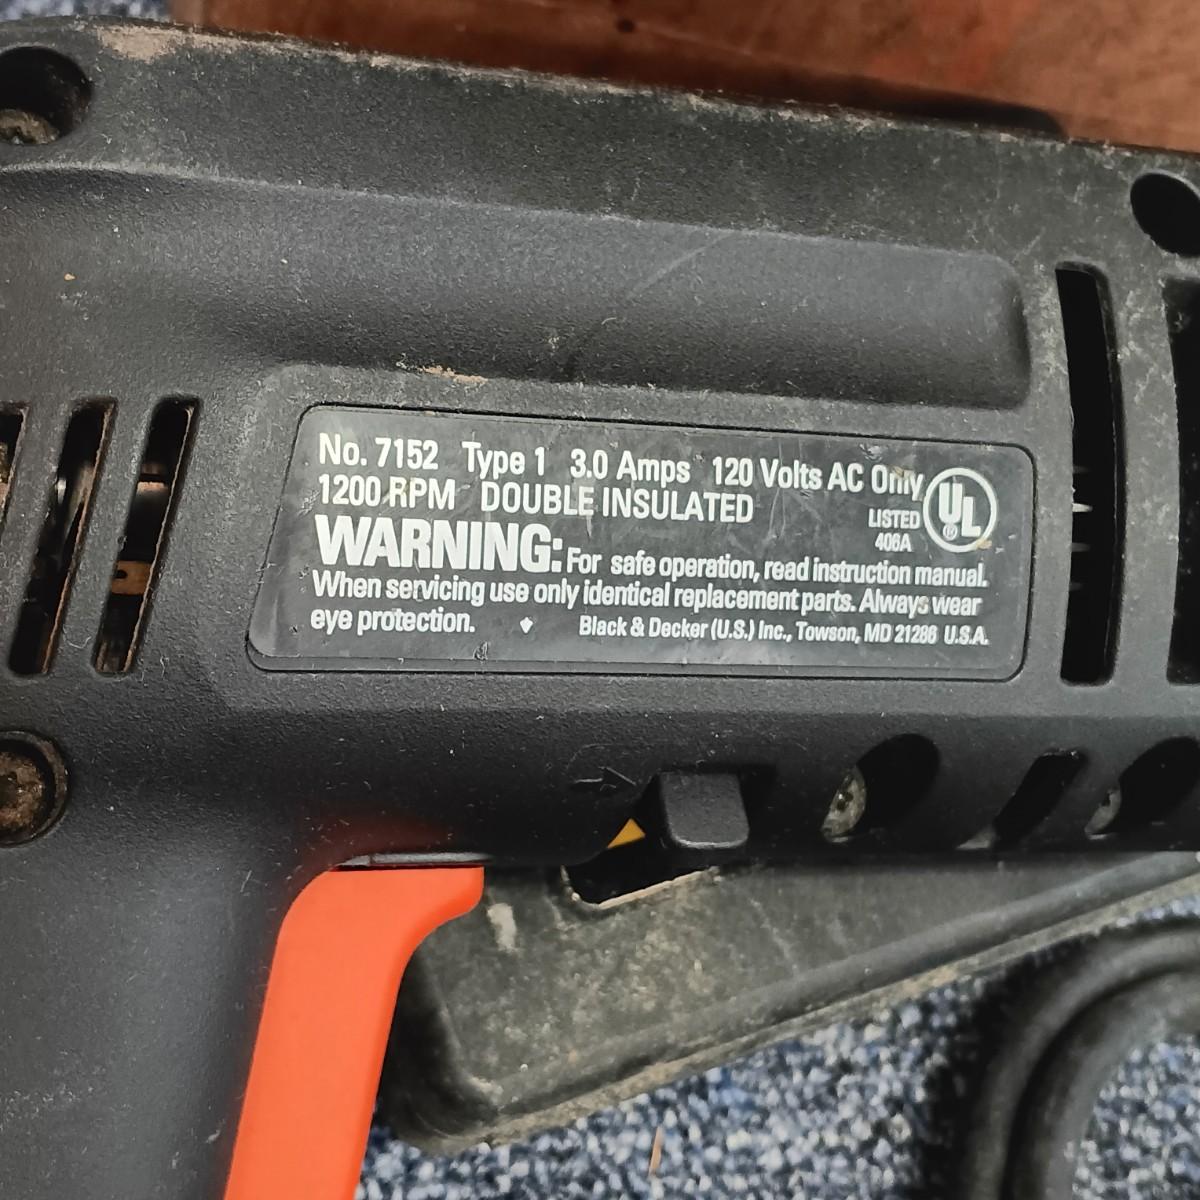 No. 7152 Type 1 3.0 Amps 120 Volts AC Only
1200 RPM DOUBLE INSULATED
UL
®
LISTED
406A
WARNING: For safe operation, read instruction manual.
When servicing use only identical replacement parts. Always wear
eye protection. Black & Decker (U.S.) Inc., Towson, MD 21286 U.S.A.